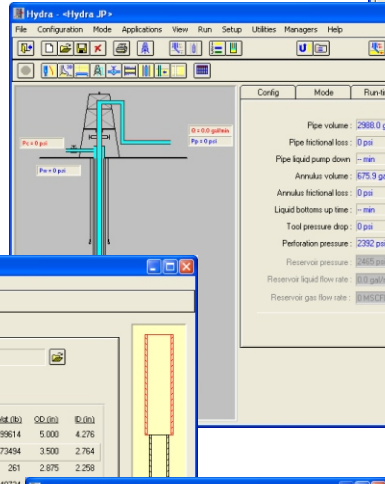 Hydra - <Hydra JP>
File Configuration Mode Applications View Run Setup Utilities Managers Help
Config Mode
Pipe volume : 2988.0
Pipe frictional loss : 0 psi
Pipe liquid pump down -- min
Annulus volume : 675.9
Annulus frictional loss : 0 psi
Liquid bottoms up time : -- min
Tool pressure drop : 0 psi
Perforation pressure : 2392 psi
Reservoir pressure : 2465 psi
Reservoir liquid flow rate : 0.0
Reservoir gas flow rate : 0
Q = 0.0 gal/min
Pp = 0 psi
Pc = 0 psi
Pw = 0 psi
OD (in) ID (in)
99614 5.000 4.276
73494 3.500 2.764
261 2.875 2.258